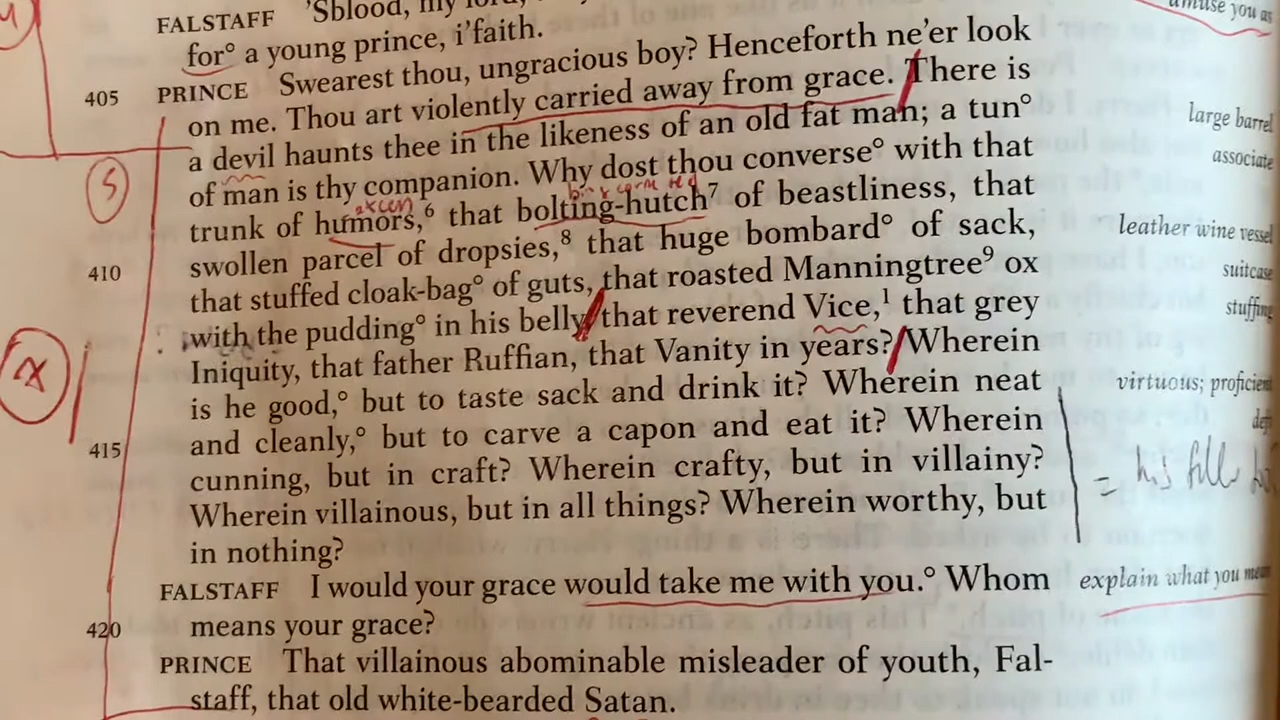 FALSTAFF 'Sblood, my lord,
amuse you as
for° a young prince, i'faith.
405 PRINCE Swearest thou, ungracious boy? Henceforth ne'er look
on me. Thou art violently carried away from grace. There is
a devil haunts thee in the likeness of an old fat man; a tun° large barrel
of man is thy companion. Why dost thou converse° with that associate
trunk of humors,⁶ that bolting-hutch⁷ of beastliness, that
410 swollen parcel of dropsies,⁸ that huge bombard° of sack, leather wine vessel
that stuffed cloak-bag° of guts, that roasted Manningtree⁹ ox suitcase
with the pudding° in his belly, that reverend Vice,¹ that grey stuffing
Iniquity, that father Ruffian, that Vanity in years? Wherein
is he good,° but to taste sack and drink it? Wherein neat virtuous; proficient
415 and cleanly,° but to carve a capon and eat it? Wherein
cunning, but in craft? Wherein crafty, but in villainy?
Wherein villainous, but in all things? Wherein worthy, but
in nothing?
FALSTAFF I would your grace would take me with you.° Whom explain what you mean
420 means your grace?
PRINCE That villainous abominable misleader of youth, Fal-
staff, that old white-bearded Satan.